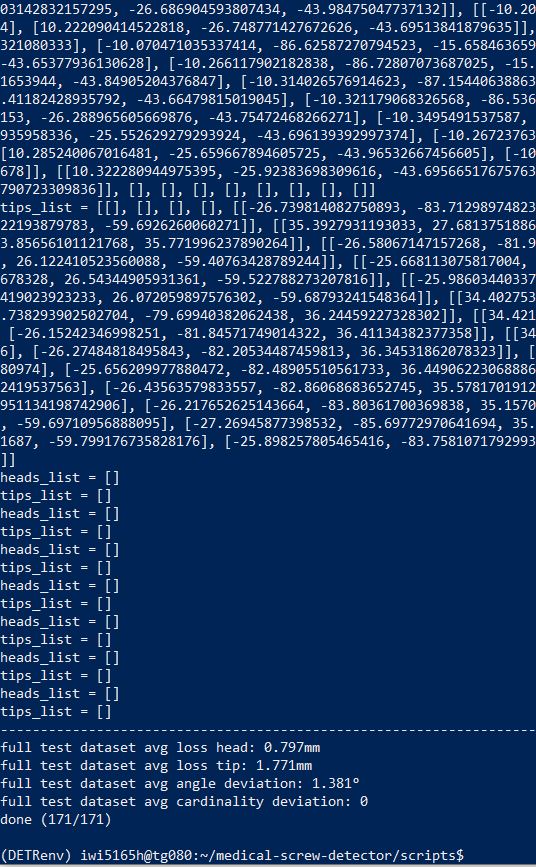 03142832157295, -26.686904593807434, -43.98475047737132]], [[-10.20
4], [10.222090414522818, -26.748771427672626, -43.69513841879635]],
321080333], [-10.070471035337414, -86.62587270794523, -15.658463659
-43.65377936130628], [-10.266117902182838, -86.72807073687025, -15.
1653944, -43.84905204376847], [-10.314026576914623, -87.15440638863
.41182428935792, -43.66479815019045], [-10.321179068326568, -86.536
153, -26.288965605669876, -43.75472468266271], [-10.3495491537587,
935958336, -25.552629279293924, -43.696139392997374], [-10.26723763
[10.285240067016481, -25.659667894605725, -43.96532667456605], [-10
678]], [[10.322280944975395, -25.92383698309616, -43.69566517675763
790723309836]], [], [], [], [], [], [], [], []]
tips_list = [[], [], [], [], [[-26.739814082750893, -83.71298974823
22193879783, -59.6926260060271]], [[35.3927931193033, 27.6813751886
3.85656101121768, 35.771996237890264]], [[-26.58067147157268, -81.9
, 26.122410523560088, -59.40763428789244]], [[-25.668113075817004,
678328, 26.54344905931361, -59.522788273207816]], [[-25.98603440337
419023923233, 26.072059897576302, -59.68793241548364]], [[34.402753
.738293902502704, -79.69940382062438, 36.24459227328302]], [[34.421
, [-26.15242346998251, -81.84571749014322, 36.41134382377358]], [[34
6], [-26.27484818495843, -82.20534487459813, 36.34531862078323]], [
80974], [-25.656209977880472, -82.48905510561733, 36.44906223068886
2419537563], [-26.43563579833557, -82.86068683652745, 35.5781701912
951134198742906], [-26.217652625143664, -83.80361700369838, 35.1570
, -59.69710956888095], [-27.26945877398532, -85.69772970641694, 35.
1687, -59.799176735828176], [-25.898257805465416, -83.7581071792993
]]
heads_list = []
tips_list = []
heads_list = []
tips_list = []
heads_list = []
tips_list = []
heads_list = []
tips_list = []
heads_list = []
tips_list = []
heads_list = []
tips_list = []
heads_list = []
tips_list = []
-------------------------------------------------------------------
full test dataset avg loss head: 0.797mm
full test dataset avg loss tip: 1.771mm
full test dataset avg angle deviation: 1.381°
full test dataset avg cardinality deviation: 0
done (171/171)
(DETRenv) iwi5165h@tg080:~/medical-screw-detector/scripts$